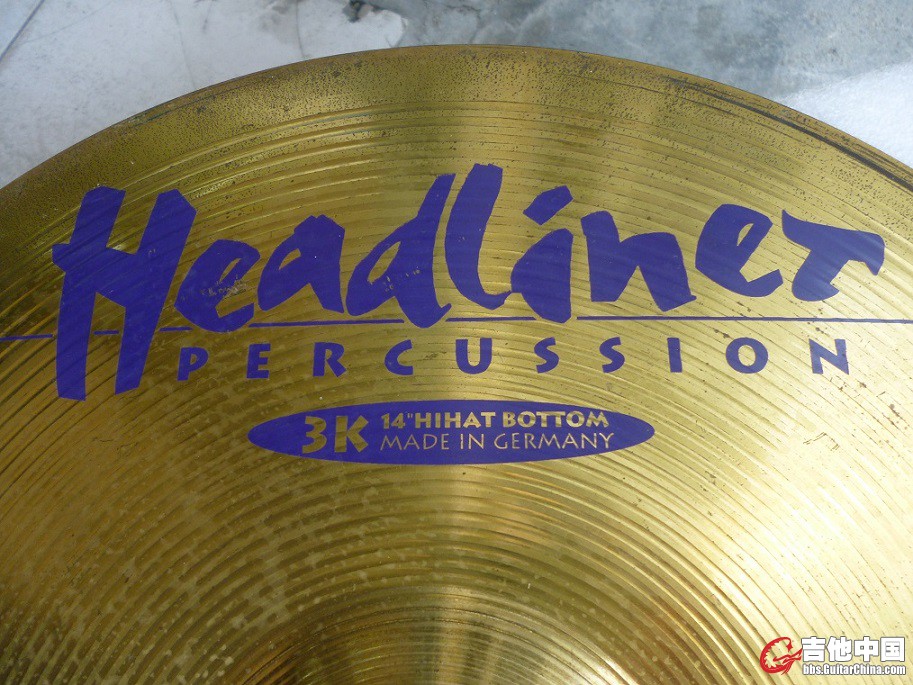 Headliner
PERCUSSION
3K 14"HIHAT BOTTOM
MADE IN GERMANY
吉他中国
bbs.GuitarChina.com